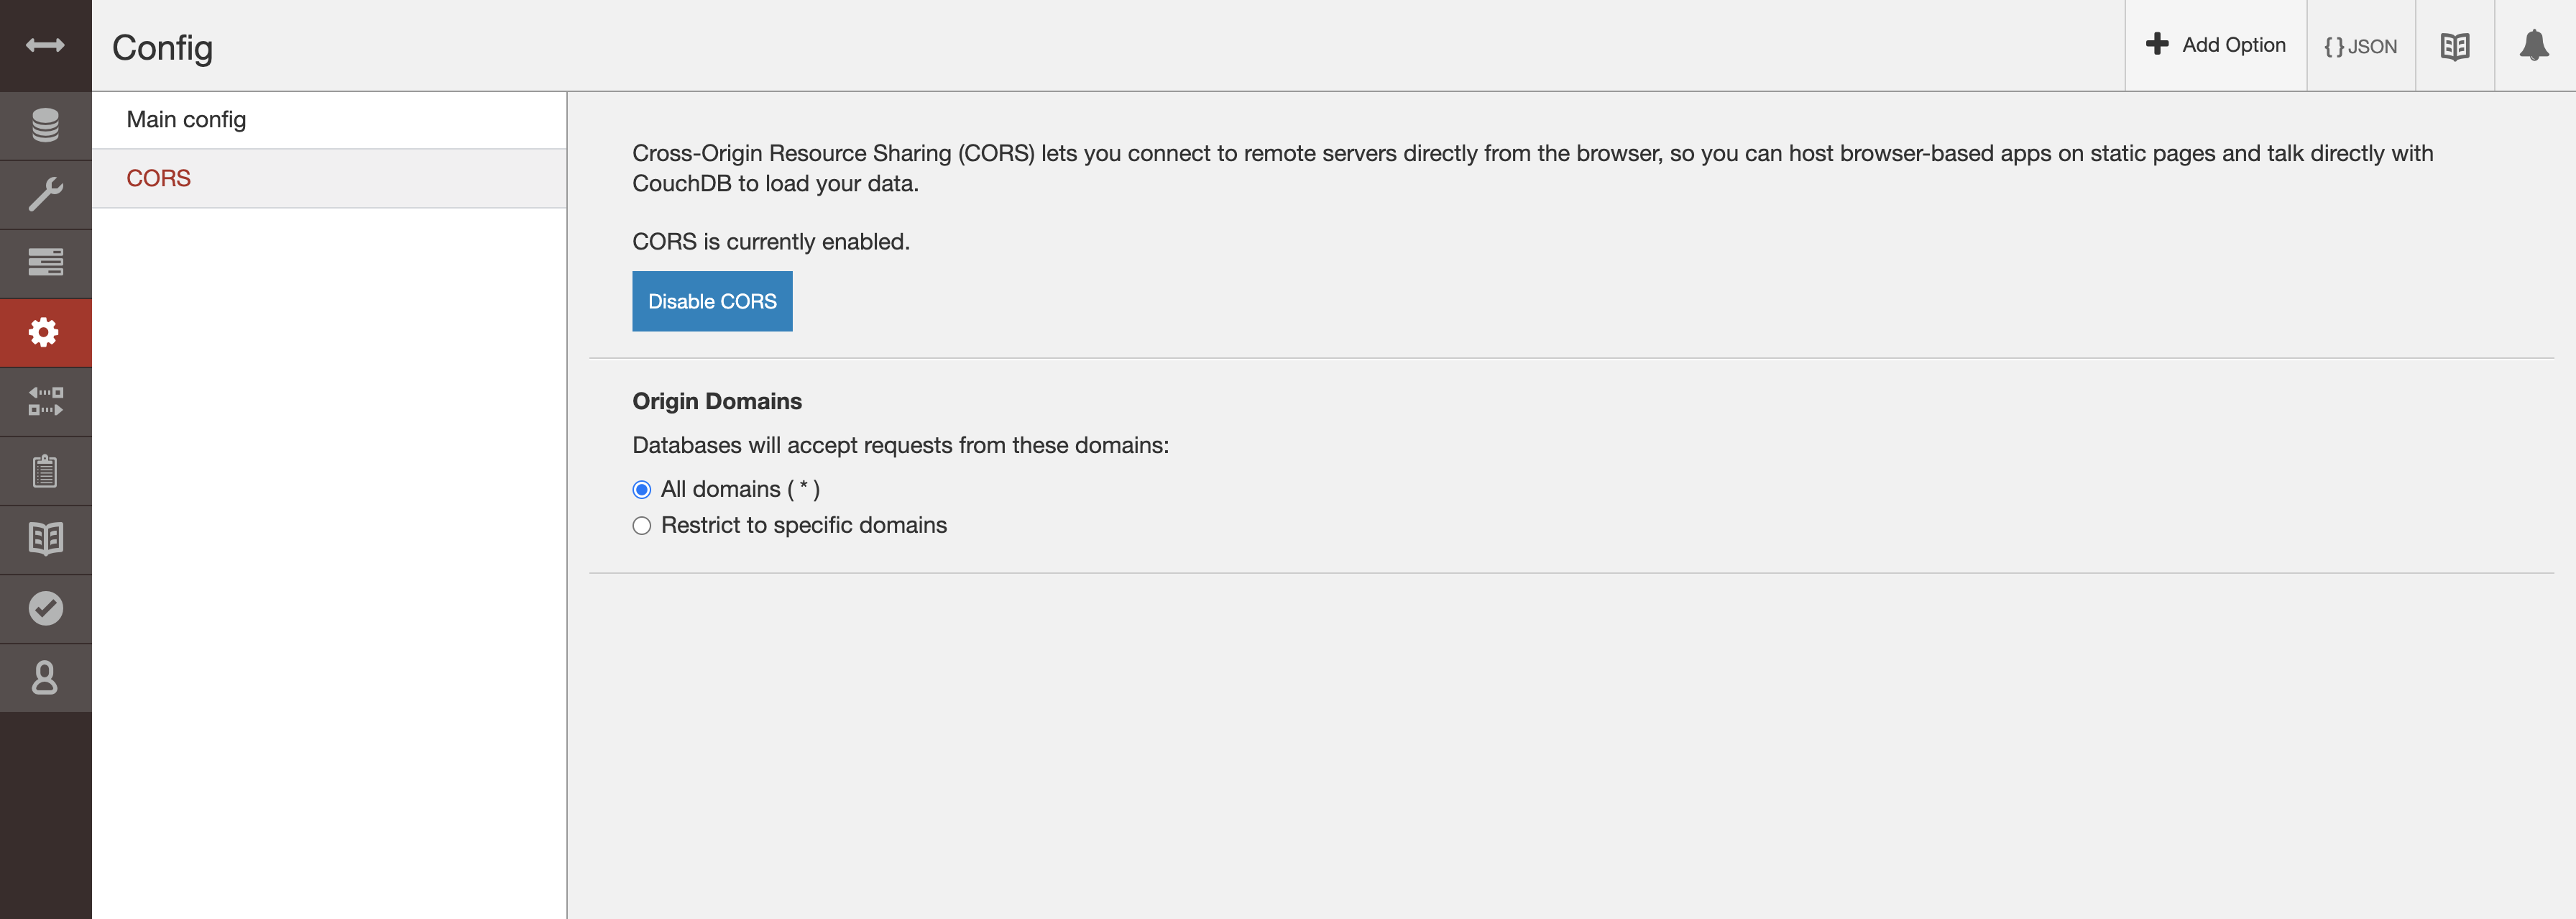 Config
Add Option
{ } JSON
Main config
CORS
Cross-Origin Resource Sharing (CORS) lets you connect to remote servers directly from the browser, so you can host browser-based apps on static pages and talk directly with
CouchDB to load your data.
CORS is currently enabled.
Disable CORS
Origin Domains
Databases will accept requests from these domains:
All domains ( * )
Restrict to specific domains